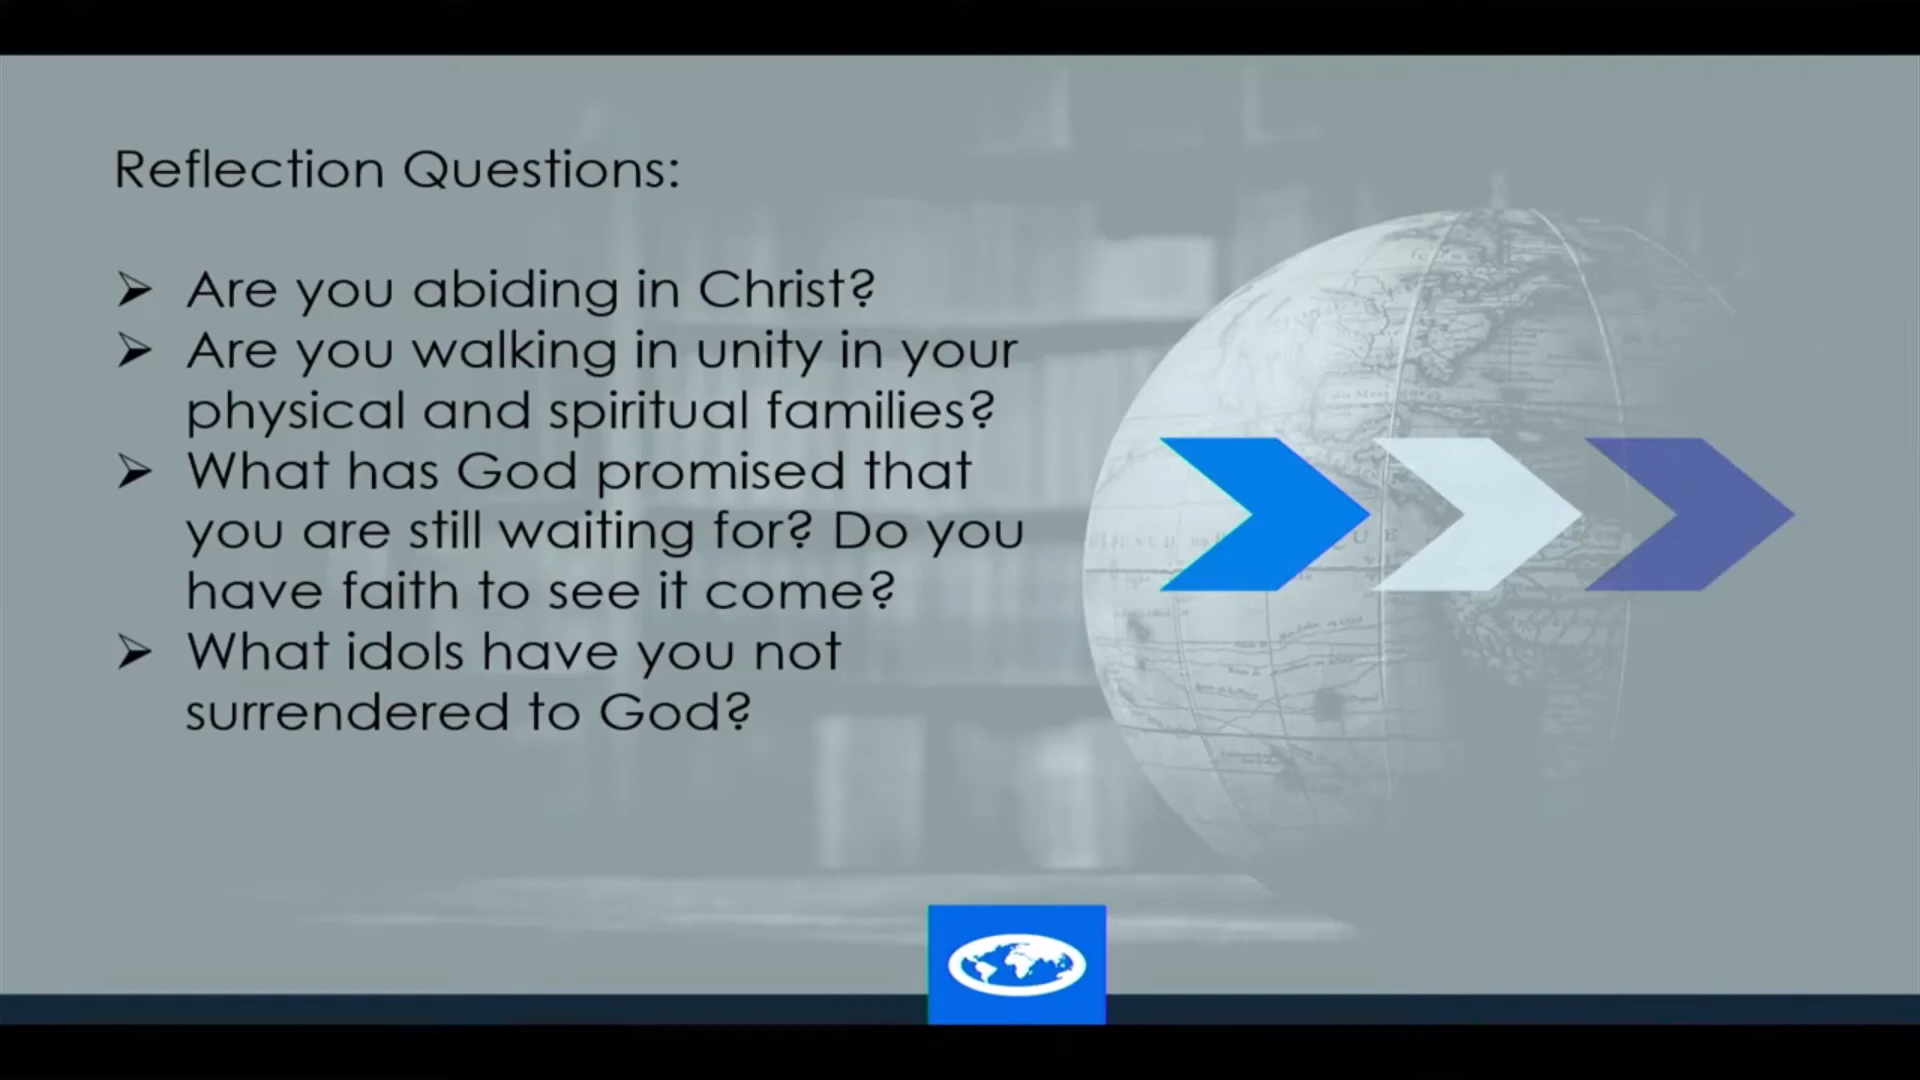 Reflection Questions:
➢ Are you abiding in Christ?
➢ Are you walking in unity in your
physical and spiritual families?
➢ What has God promised that
you are still waiting for? Do you
have faith to see it come?
➢ What idols have you not
surrendered to God?